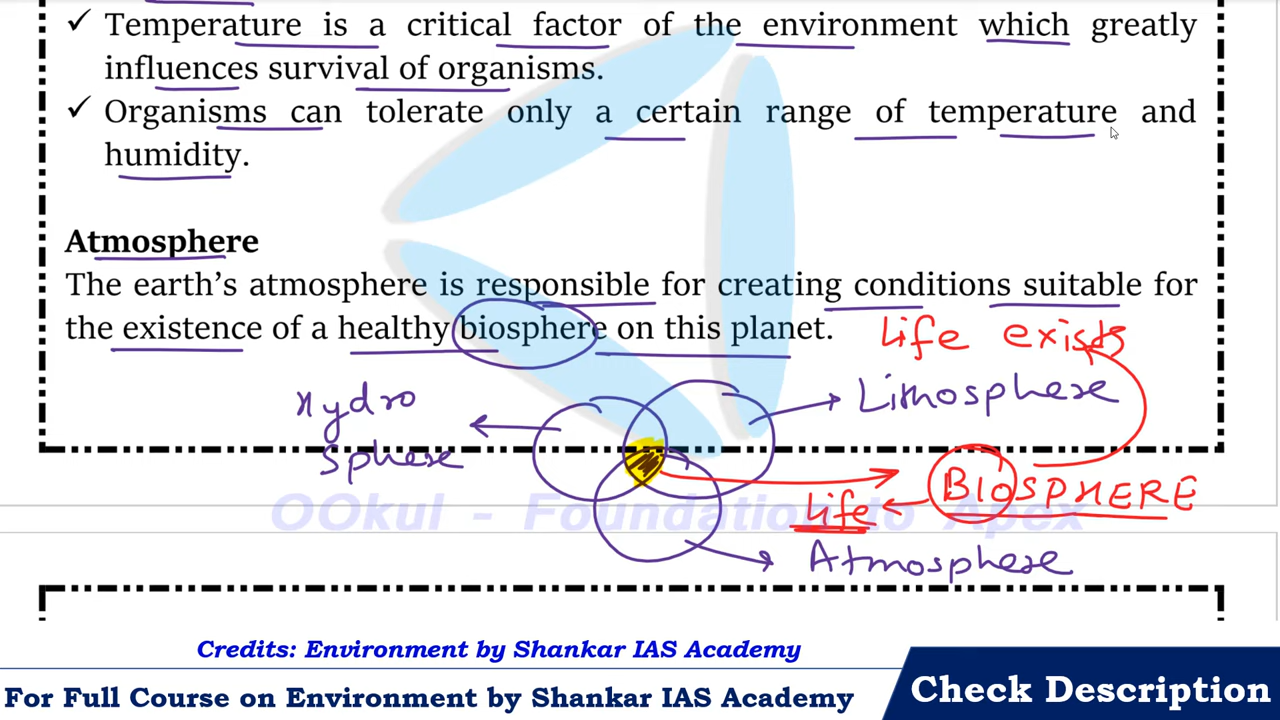 ✓ Temperature is a critical factor of the environment which greatly
influences survival of organisms.
✓ Organisms can tolerate only a certain range of temperature and
humidity.
Atmosphere
The earth's atmosphere is responsible for creating conditions suitable for
the existence of a healthy biosphere on this planet.
Life exists
Hydro
sphere
Lithosphere
BIOSPHERE
Life
- Foundation to Apex
Atmosphere
Credits: Environment by Shankar IAS Academy
For Full Course on Environment by Shankar IAS Academy
Check Description